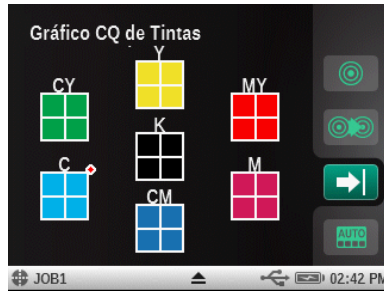 Gráfico CQ de Tintas
Y
CY
MY
K
C
M
CM
AUTO
JOB1
02:42 PM